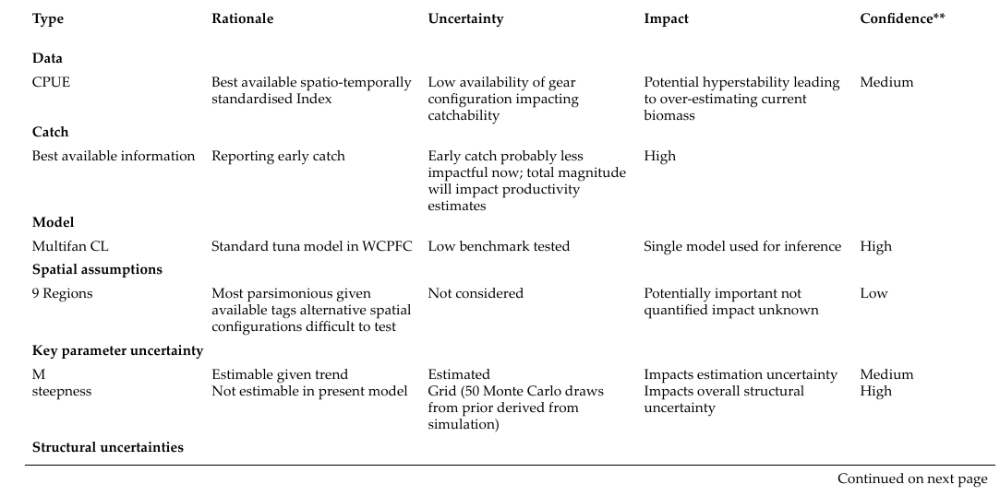 Type Rationale Uncertainty Impact Confidence**
Data
CPUE Best available spatio-temporally Low availability of gear Potential hyperstability leading Medium
standardised Index configuration impacting to over-estimating current
catchability biomass
Catch
Best available information Reporting early catch Early catch probably less High
impactful now; total magnitude
will impact productivity
estimates
Model
Multifan CL Standard tuna model in WCPFC Low benchmark tested Single model used for inference High
Spatial assumptions
9 Regions Most parsimonious given Not considered Potentially important not Low
available tags alternative spatial quantified impact unknown
configurations difficult to test
Key parameter uncertainty
M Estimable given trend Estimated Impacts estimation uncertainty Medium
steepness Not estimable in present model Grid (50 Monte Carlo draws Impacts overall structural High
from prior derived from uncertainty
simulation)
Structural uncertainties
Continued on next page